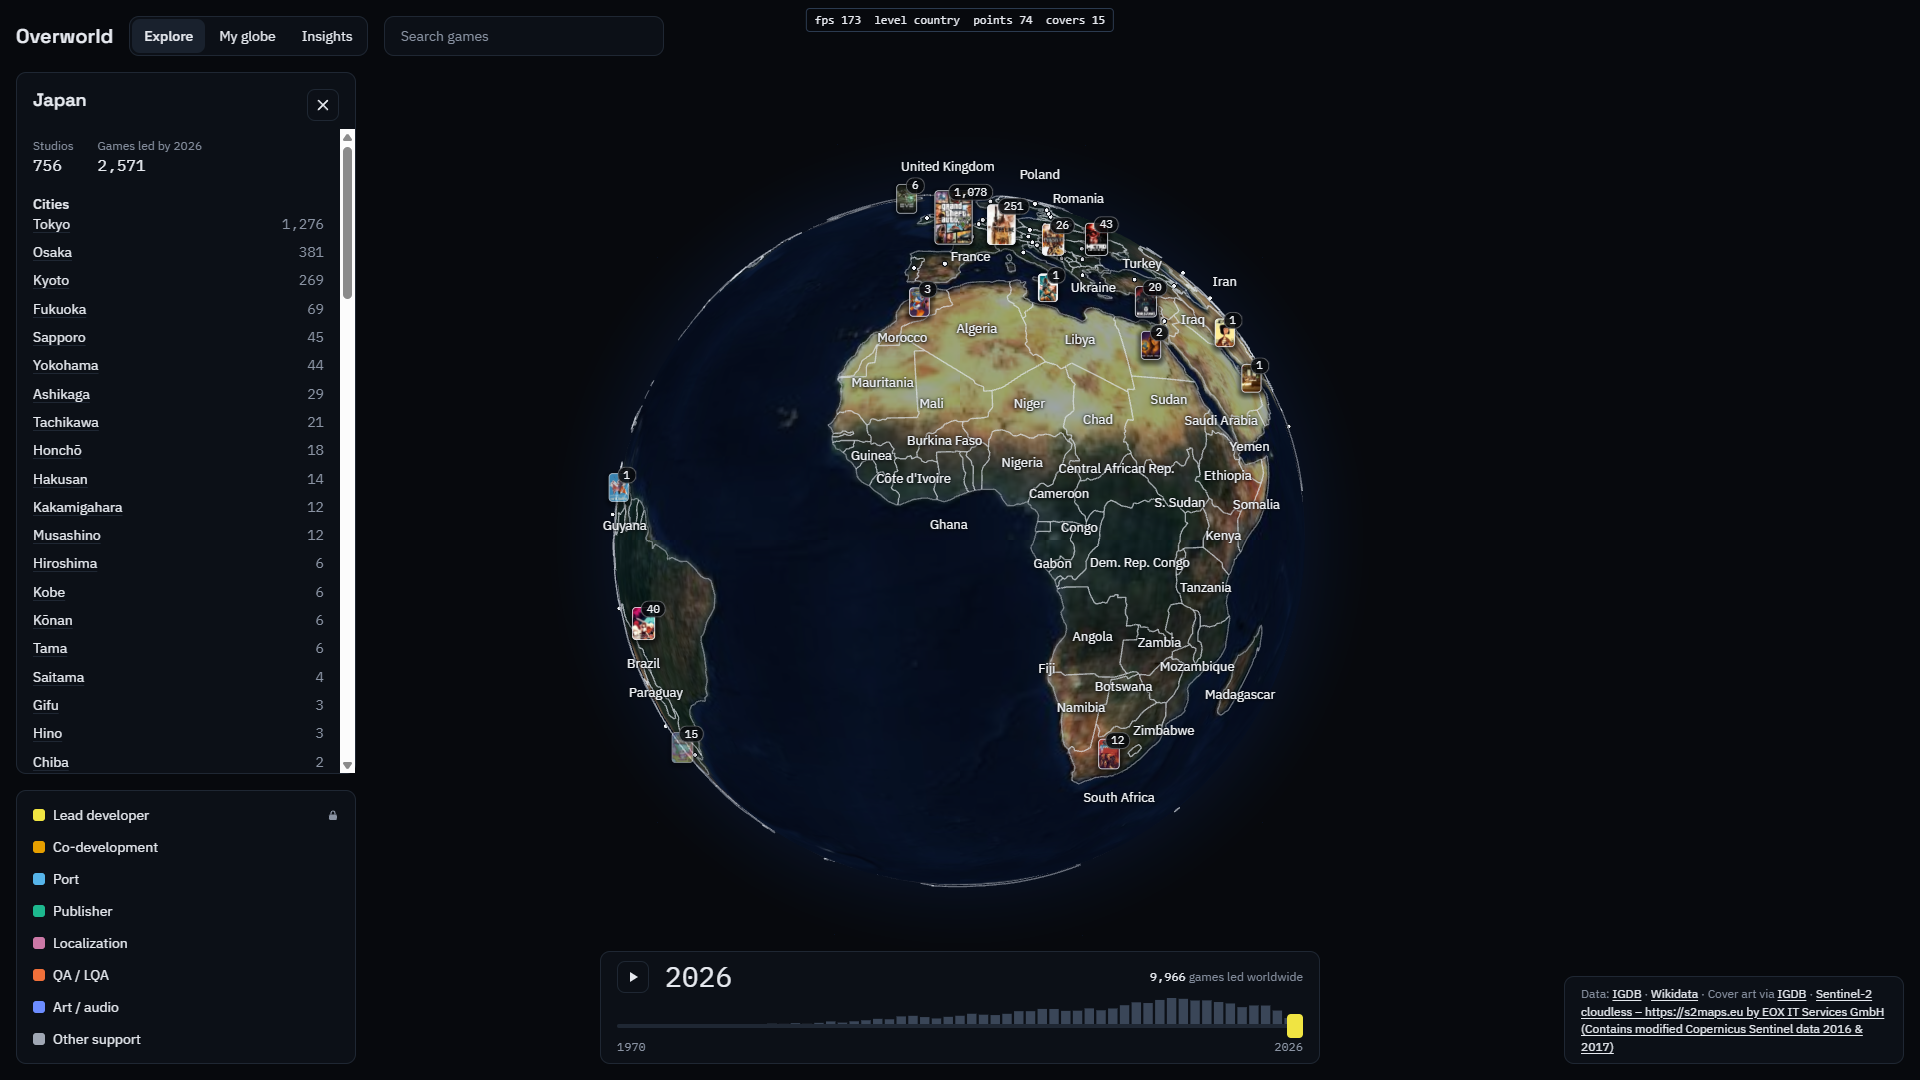 Overworld
Explore
My globe
Insights
Search games
fps 173 level country points 74 covers 15
Japan
Studios
756
Games led by 2026
2,571
Cities
Tokyo 1,276
Osaka 381
Kyoto 269
Fukuoka 69
Sapporo 45
Yokohama 44
Ashikaga 29
Tachikawa 21
Honchō 18
Hakusan 14
Kakamigahara 12
Musashino 12
Hiroshima 6
Kobe 6
Kōnan 6
Tama 6
Saitama 4
Gifu 3
Hino 3
Chiba 2
Lead developer
Co-development
Port
Publisher
Localization
QA / LQA
Art / audio
Other support
United Kingdom
Poland
6
1,078
Romania
251
26
43
France
Turkey
1
Iran
3
Ukraine
20
Iraq
1
Morocco
Algeria
Libya
2
1
Mauritania
Mali
Niger
Chad
Sudan
Saudi Arabia
Burkina Faso
Yemen
Guinea
Nigeria
Central African Rep.
Ethiopia
1
Côte d'Ivoire
Cameroon
S. Sudan
Somalia
Guyana
Ghana
Congo
Kenya
Gabon
Dem. Rep. Congo
Tanzania
40
Angola
Zambia
Brazil
Fiji
Mozambique
Paraguay
Botswana
Madagascar
Namibia
15
Zimbabwe
12
South Africa
2026
9,966 games led worldwide
1970
2026
Data: IGDB · Wikidata · Cover art via IGDB · Sentinel-2
cloudless – https://s2maps.eu by EOX IT Services GmbH
(Contains modified Copernicus Sentinel data 2016 &
2017)